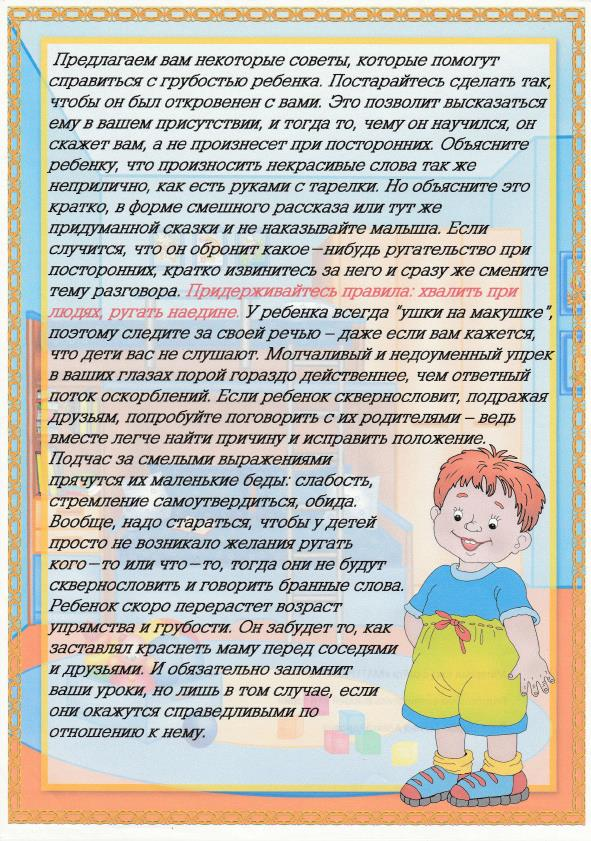 Предлагаем вам некоторые советы, которые помогут
справиться с грубостью ребенка. Постарайтесь сделать так,
чтобы он был откровенен с вами. Это позволит высказаться
ему в вашем присутствии, и тогда то, чему он научился, он
скажет вам, а не произнесет при посторонних. Объясните
ребенку, что произносить некрасивые слова так же
неприлично, как есть руками с тарелки. Но объясните это
кратко, в форме смешного рассказа или тут же
придуманной сказки и не наказывайте малыша. Если
случится, что он обронит какое–нибудь ругательство при
посторонних, кратко извинитесь за него и сразу же смените
тему разговора. Придерживайтесь правила: хвалить при
людях, ругать наедине. У ребенка всегда "ушки на макушке",
поэтому следите за своей речью – даже если вам кажется,
что дети вас не слушают. Молчаливый и недоуменный упрек
в ваших глазах порой гораздо действеннее, чем ответный
поток оскорблений. Если ребенок сквернословит, подражая
друзьям, попробуйте поговорить с их родителями – ведь
вместе легче найти причину и исправить положение.
Подчас за смелыми выражениями
прячутся их маленькие беды: слабость,
стремление самоутвердиться, обида.
Вообще, надо стараться, чтобы у детей
просто не возникало желания ругать
кого–то или что–то, тогда они не будут
сквернословить и говорить бранные слова.
Ребенок скоро перерастет возраст
упрямства и грубости. Он забудет то, как
заставлял краснеть маму перед соседями
и друзьями. И обязательно запомнит
ваши уроки, но лишь в том случае, если
они окажутся справедливыми по
отношению к нему.